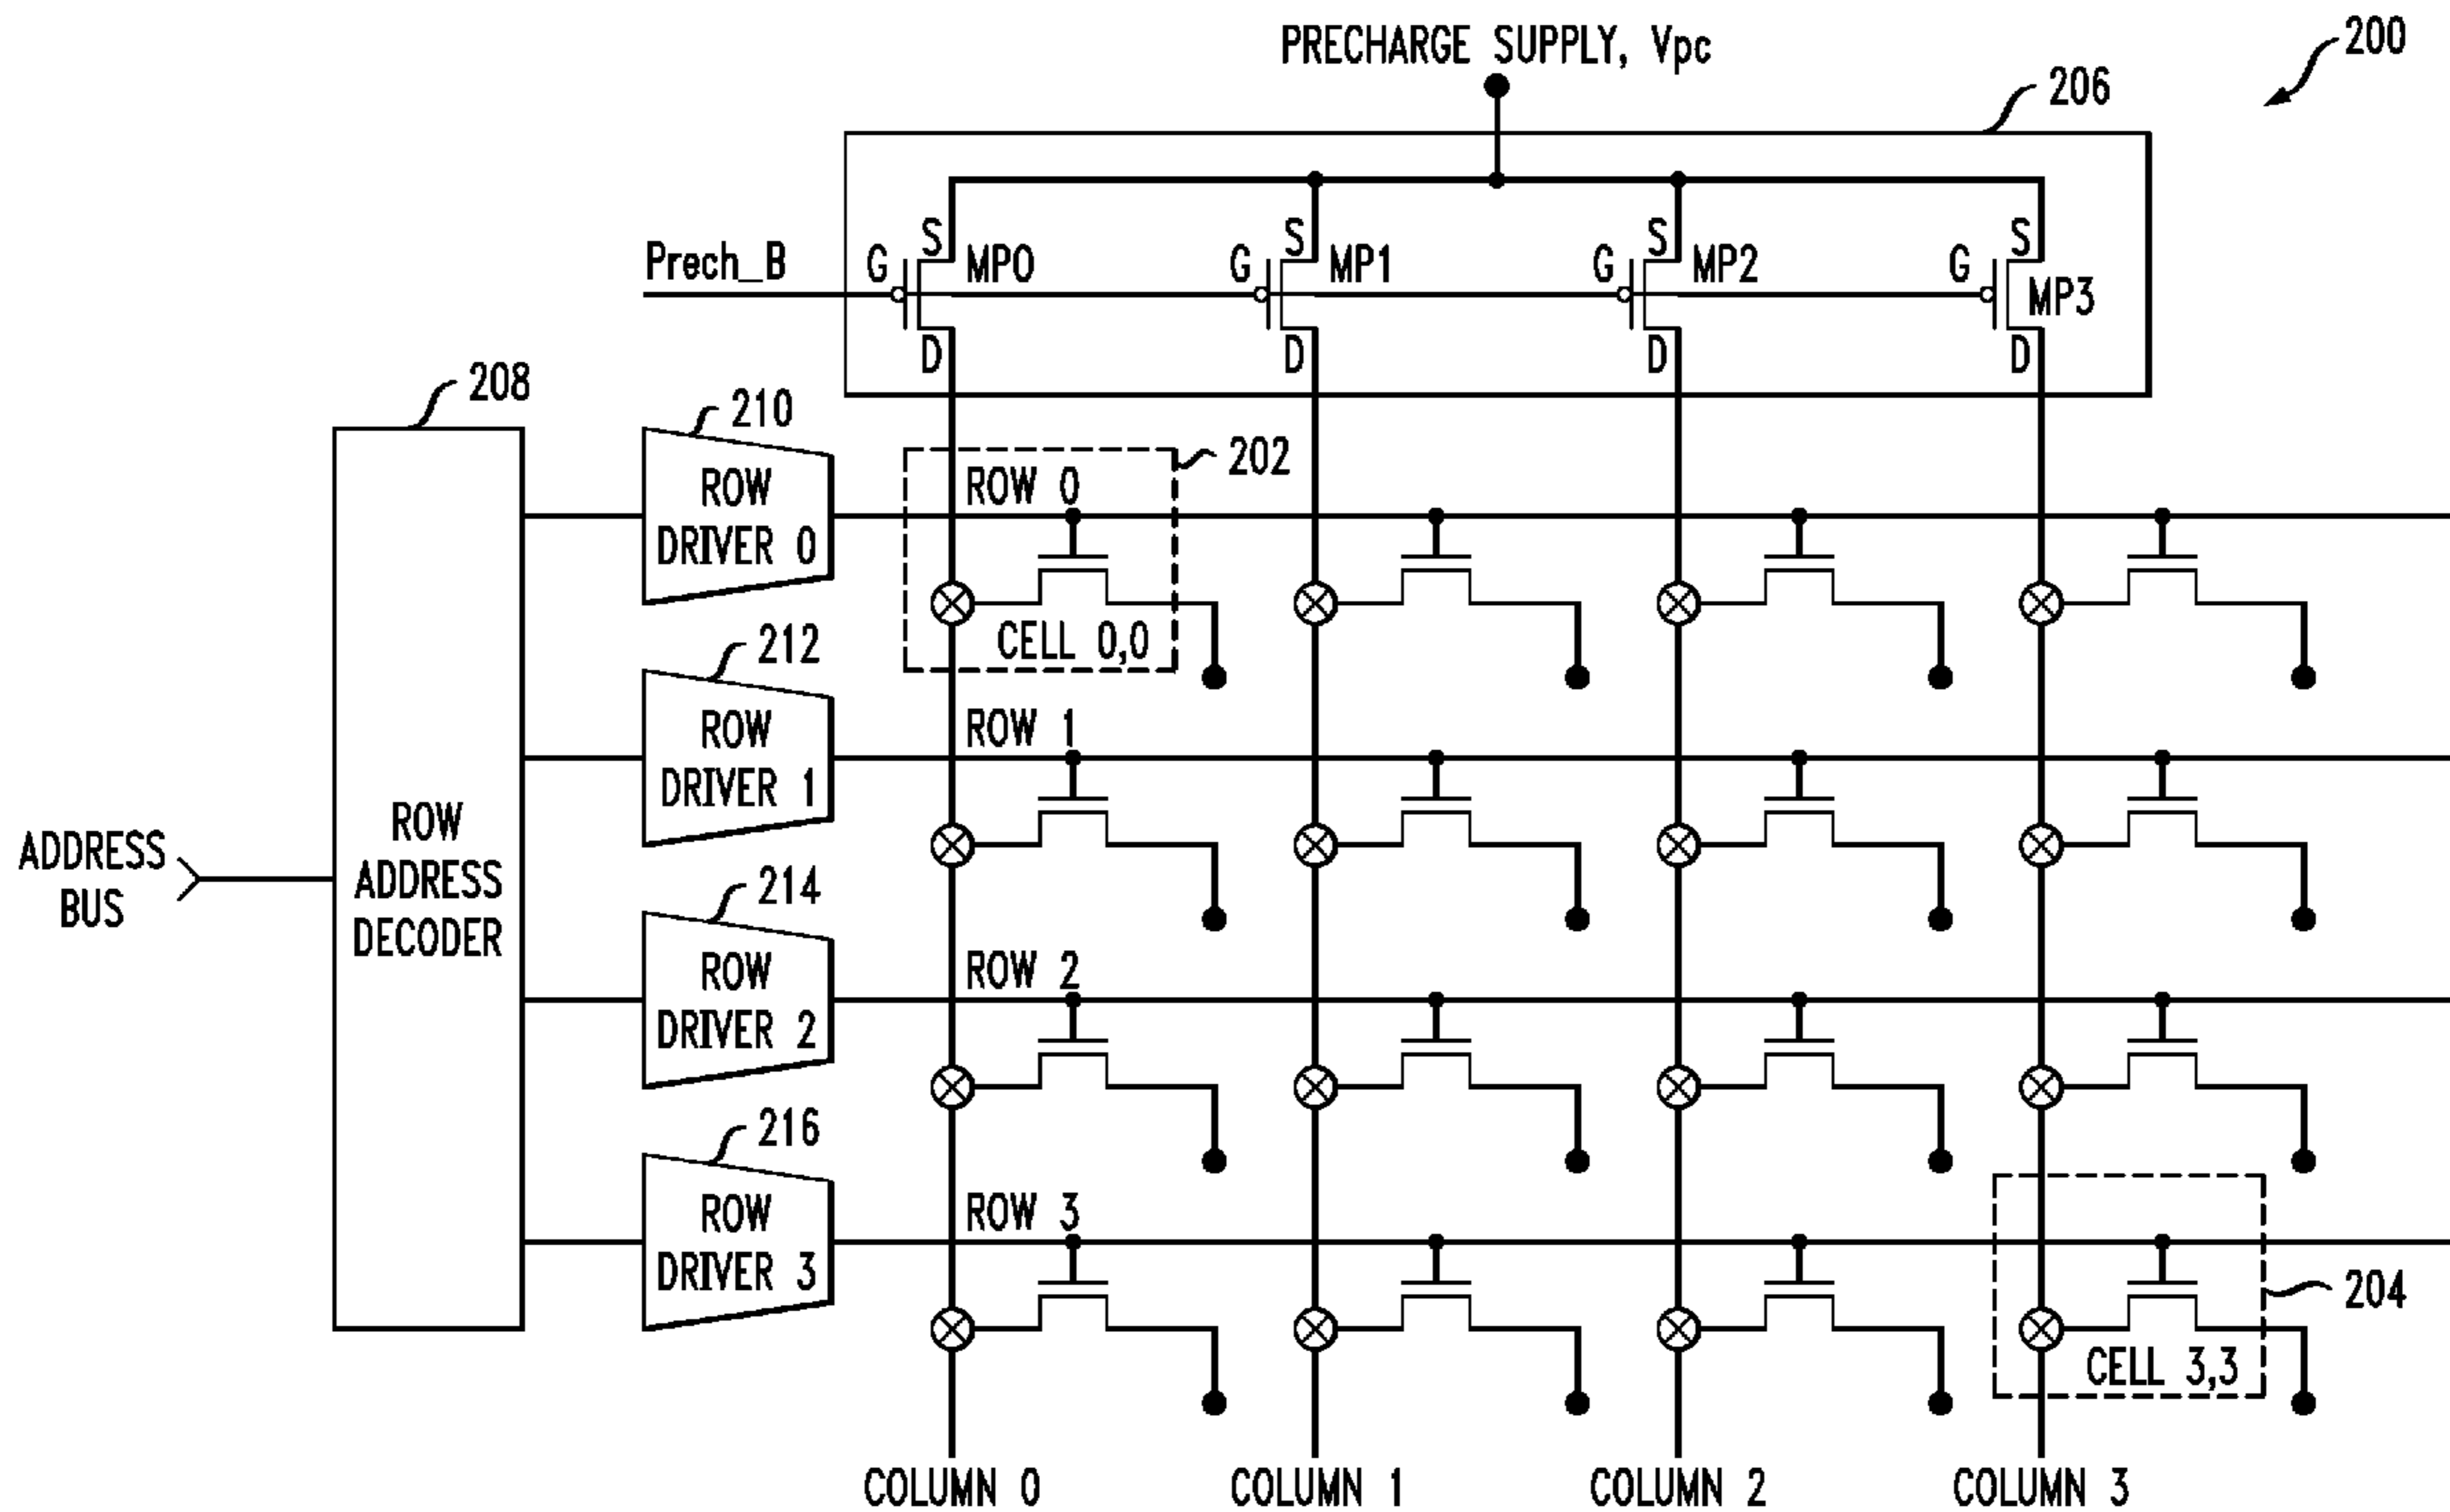 PRECHARGE SUPPLY, Vpc
200
206
Prech_B
G
S
D
MP0
G
S
D
MP1
G
S
D
MP2
G
S
D
MP3
208
210
ROW
DRIVER 0
202
ROW 0
CELL 0,0
212
ROW
DRIVER 1
ROW 1
ADDRESS
BUS
ROW
ADDRESS
DECODER
214
ROW
DRIVER 2
ROW 2
216
ROW
DRIVER 3
ROW 3
204
CELL 3,3
COLUMN 0
COLUMN 1
COLUMN 2
COLUMN 3